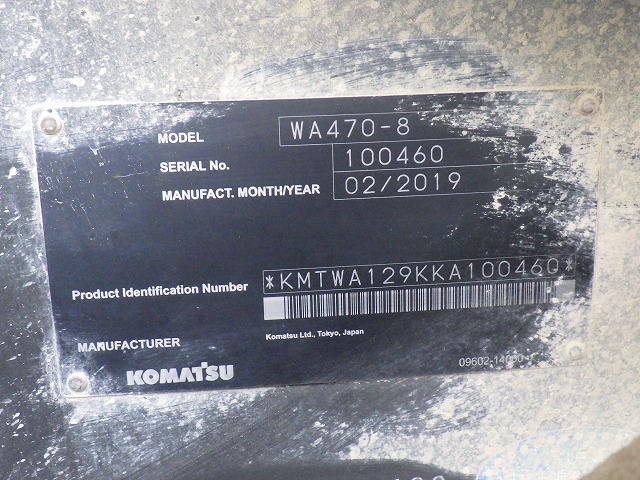 MODEL WA470-8
SERIAL No. 100460
MANUFACT. MONTH/YEAR 02/2019
Product Identification Number *KMTWA129KKA100460*
MANUFACTURER Komatsu Ltd., Tokyo, Japan
KOMATSU